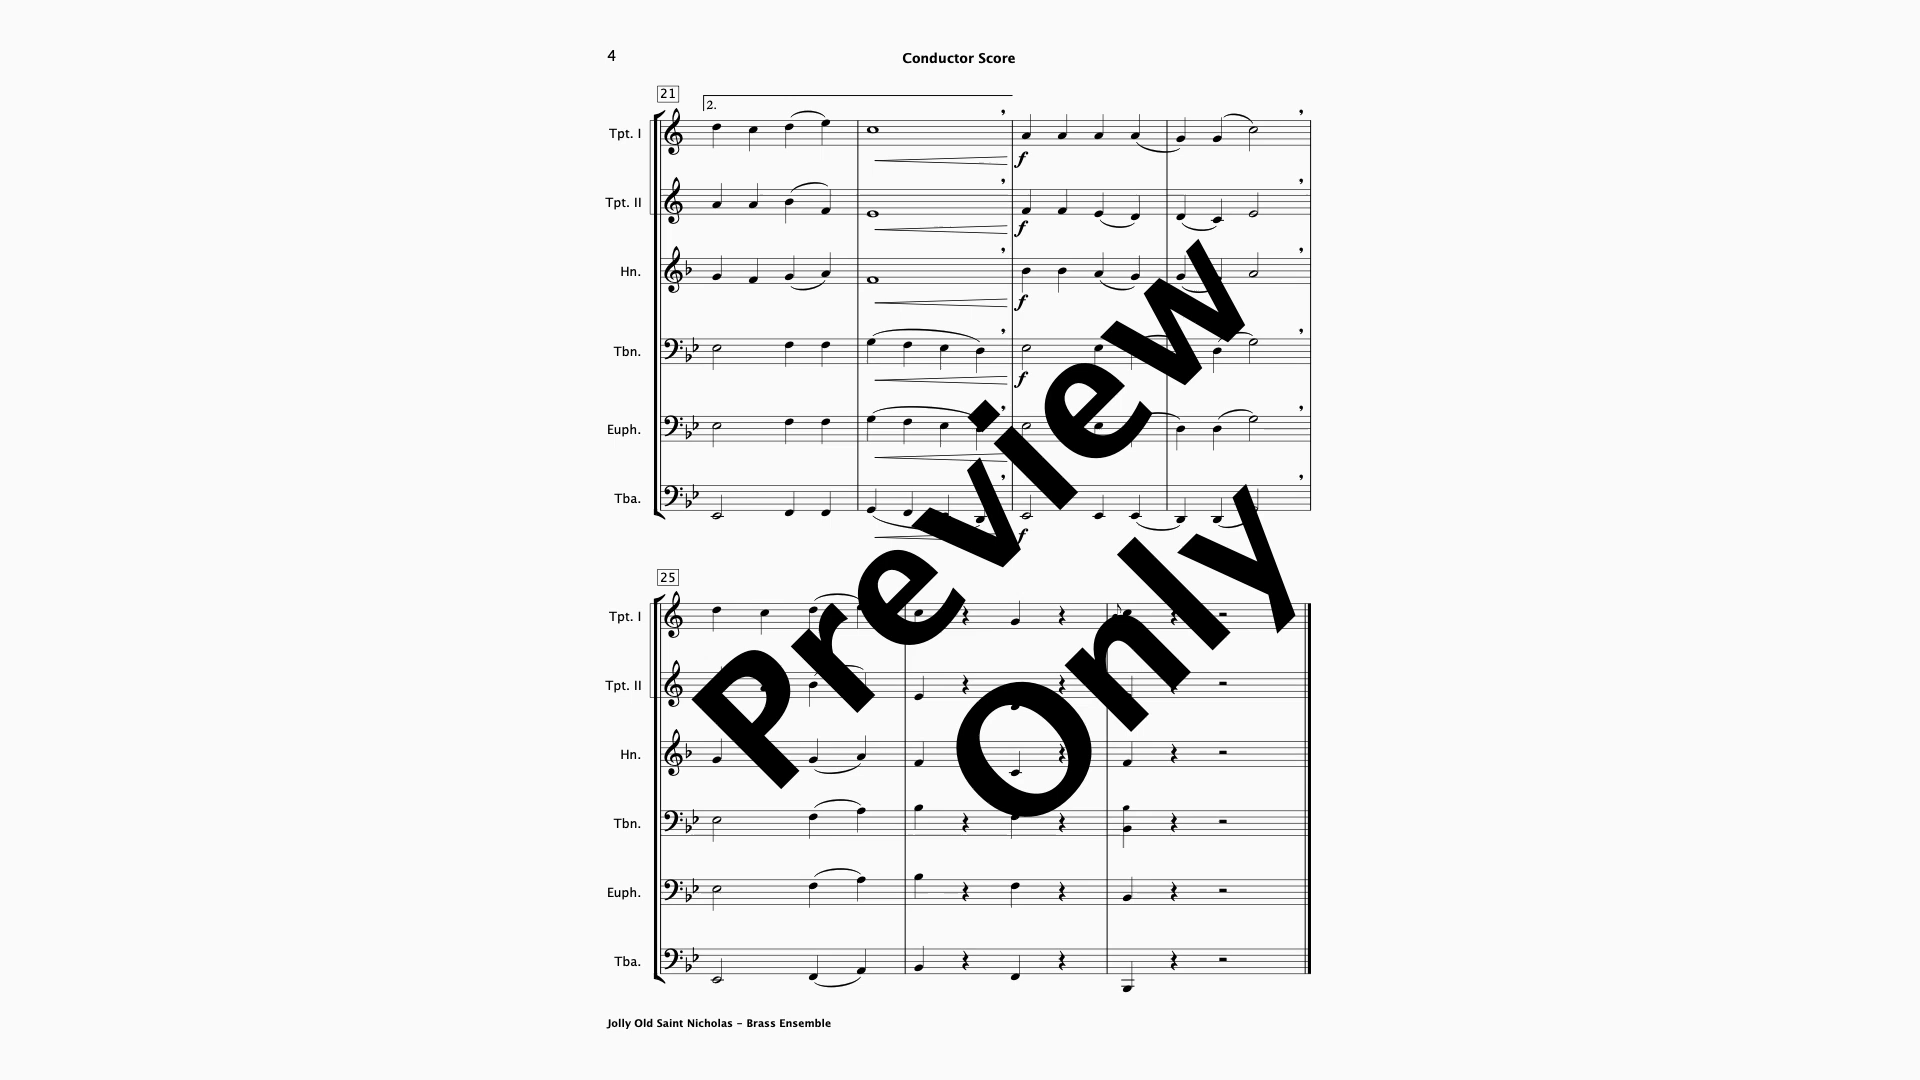 4
Conductor Score
21
2.
Tpt. I
f
Tpt. II
f
Hn.
f
Tbn.
f
Euph.
Tba.
f
25
Tpt. I
Tpt. II
Hn.
Tbn.
Euph.
Tba.
Preview
Only
Jolly Old Saint Nicholas – Brass Ensemble